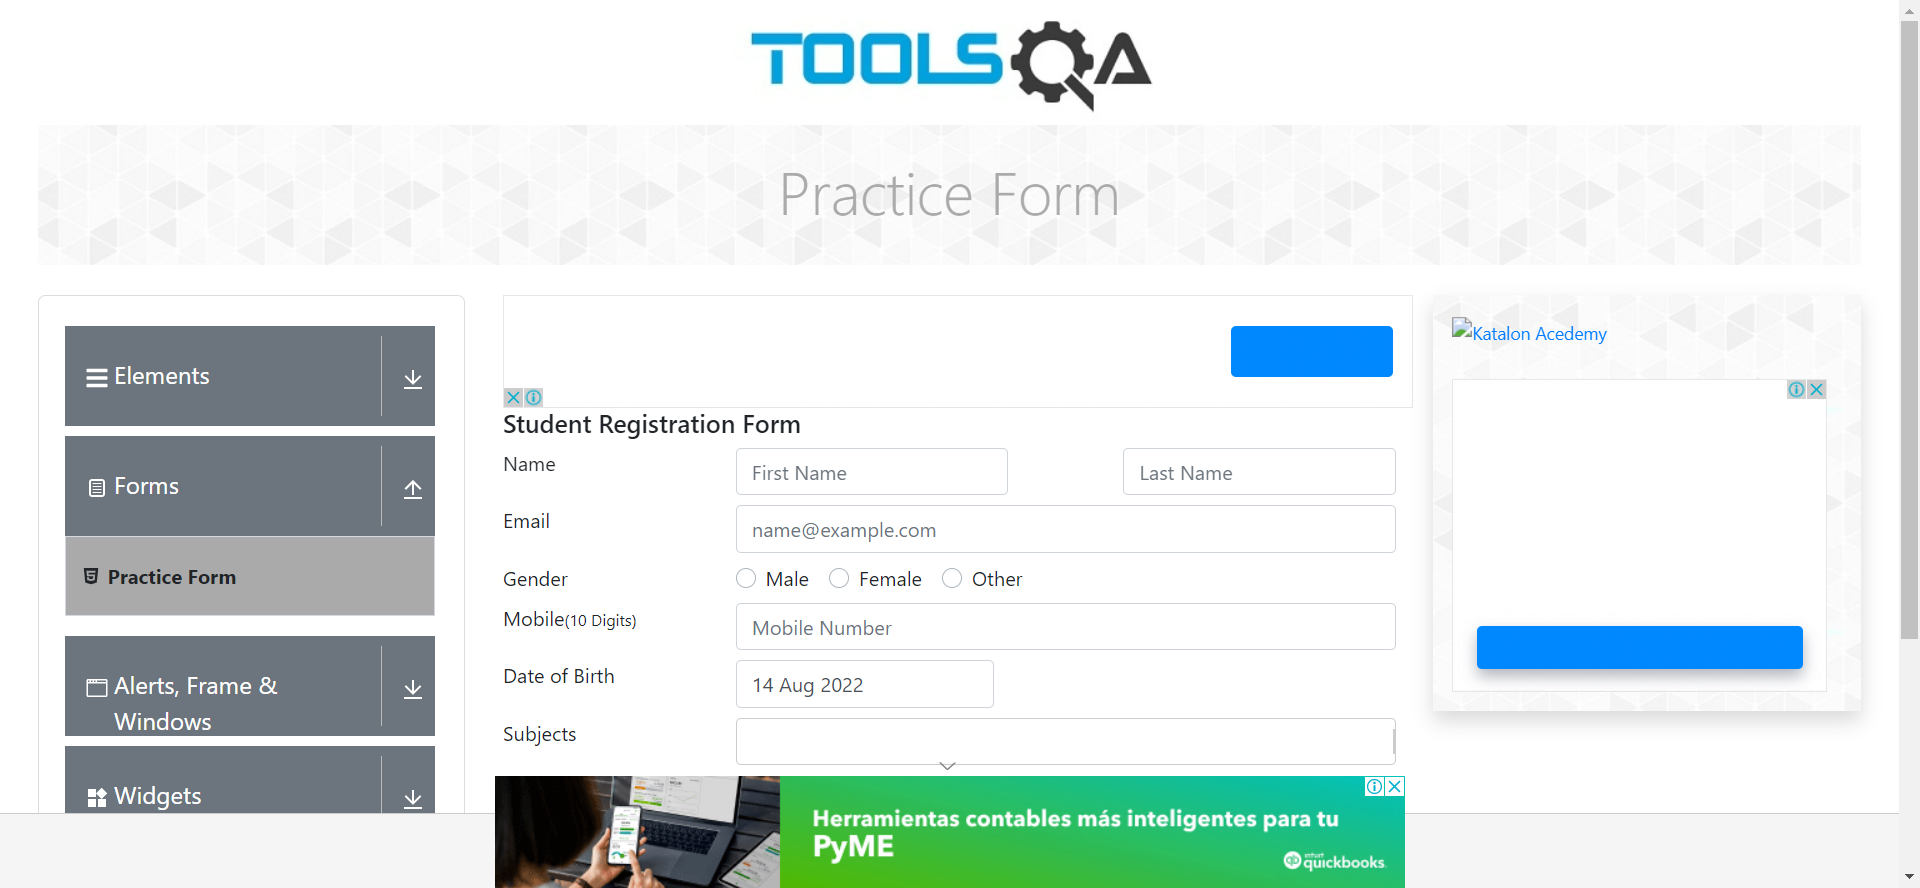 TOOLSQA
Practice Form
Elements
Forms
Practice Form
Alerts, Frame &
Windows
Widgets
Student Registration Form
Name
First Name
Last Name
Email
name@example.com
Gender
Male
Female
Other
Mobile(10 Digits)
Mobile Number
Date of Birth
14 Aug 2022
Subjects
Katalon Acedemy
Herramientas contables más inteligentes para tu
PyME
intuit
quickbooks.